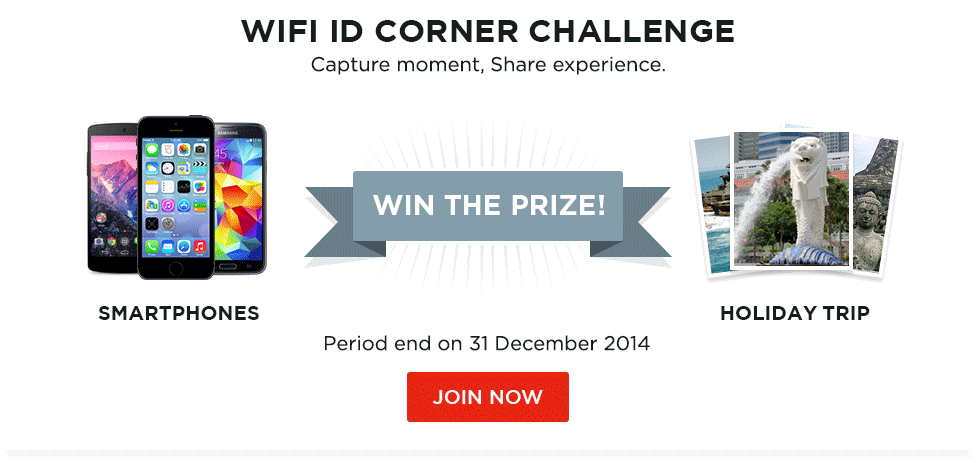 WIFI ID CORNER CHALLENGE
Capture moment, Share experience.
SAMSUNG
WIN THE PRIZE!
SMARTPHONES
HOLIDAY TRIP
Period end on 31 December 2014
JOIN NOW